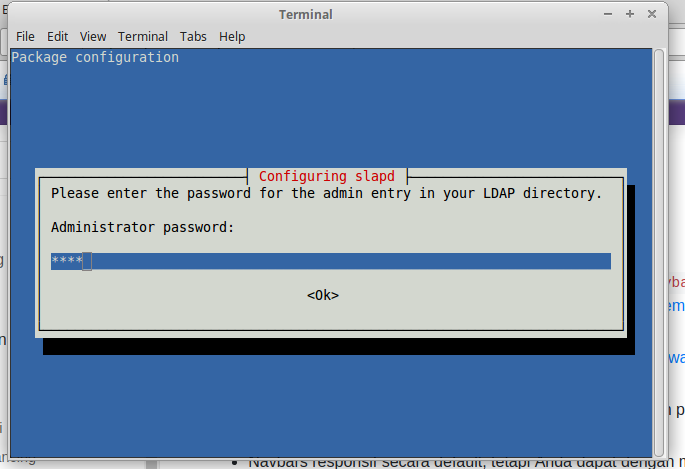 Terminal
File Edit View Terminal Tabs Help
Package configuration
Configuring slapd
Please enter the password for the admin entry in your LDAP directory.
Administrator password:
****
<Ok>
Navbars responsif secara default, tetapi Anda dapat dengan